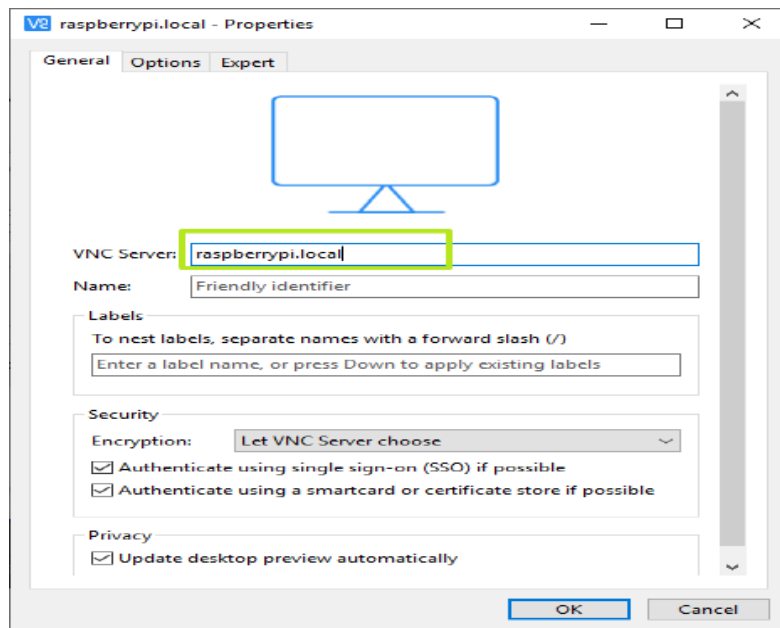 V2 raspberrypi.local - Properties
General Options Expert
VNC Server: raspberrypi.local
Name: Friendly identifier
Labels
To nest labels, separate names with a forward slash (/)
Enter a label name, or press Down to apply existing labels
Security
Encryption: Let VNC Server choose
Authenticate using single sign-on (SSO) if possible
Authenticate using a smartcard or certificate store if possible
Privacy
Update desktop preview automatically
OK Cancel